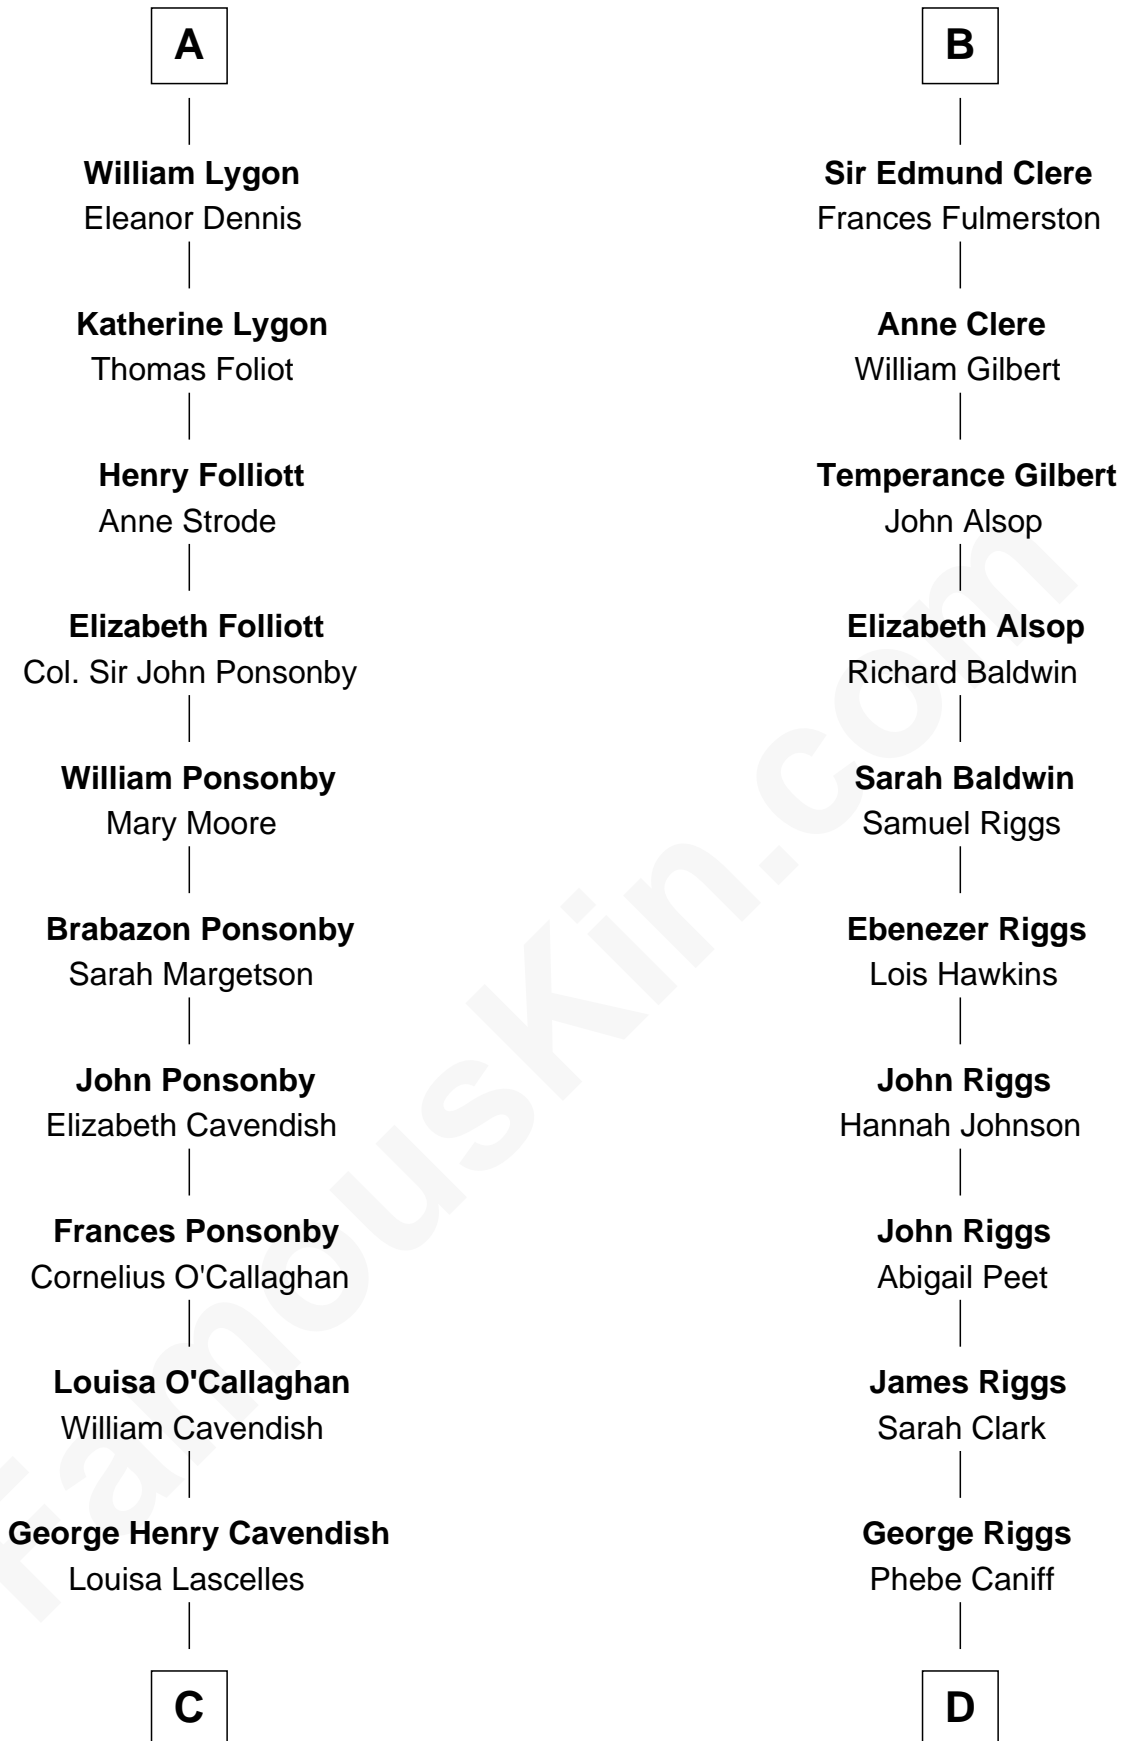 A
William Lygon
Eleanor Dennis
Katherine Lygon
Thomas Foliot
Henry Folliott
Anne Strode
Elizabeth Folliott
Col. Sir John Ponsonby
William Ponsonby
Mary Moore
Brabazon Ponsonby
Sarah Margetson
John Ponsonby
Elizabeth Cavendish
Frances Ponsonby
Cornelius O'Callaghan
Louisa O'Callaghan
William Cavendish
George Henry Cavendish
Louisa Lascelles
C
B
Sir Edmund Clere
Frances Fulmerston
Anne Clere
William Gilbert
Temperance Gilbert
John Alsop
Elizabeth Alsop
Richard Baldwin
Sarah Baldwin
Samuel Riggs
Ebenezer Riggs
Lois Hawkins
John Riggs
Hannah Johnson
John Riggs
Abigail Peet
James Riggs
Sarah Clark
George Riggs
Phebe Caniff
D
FamousKin.com